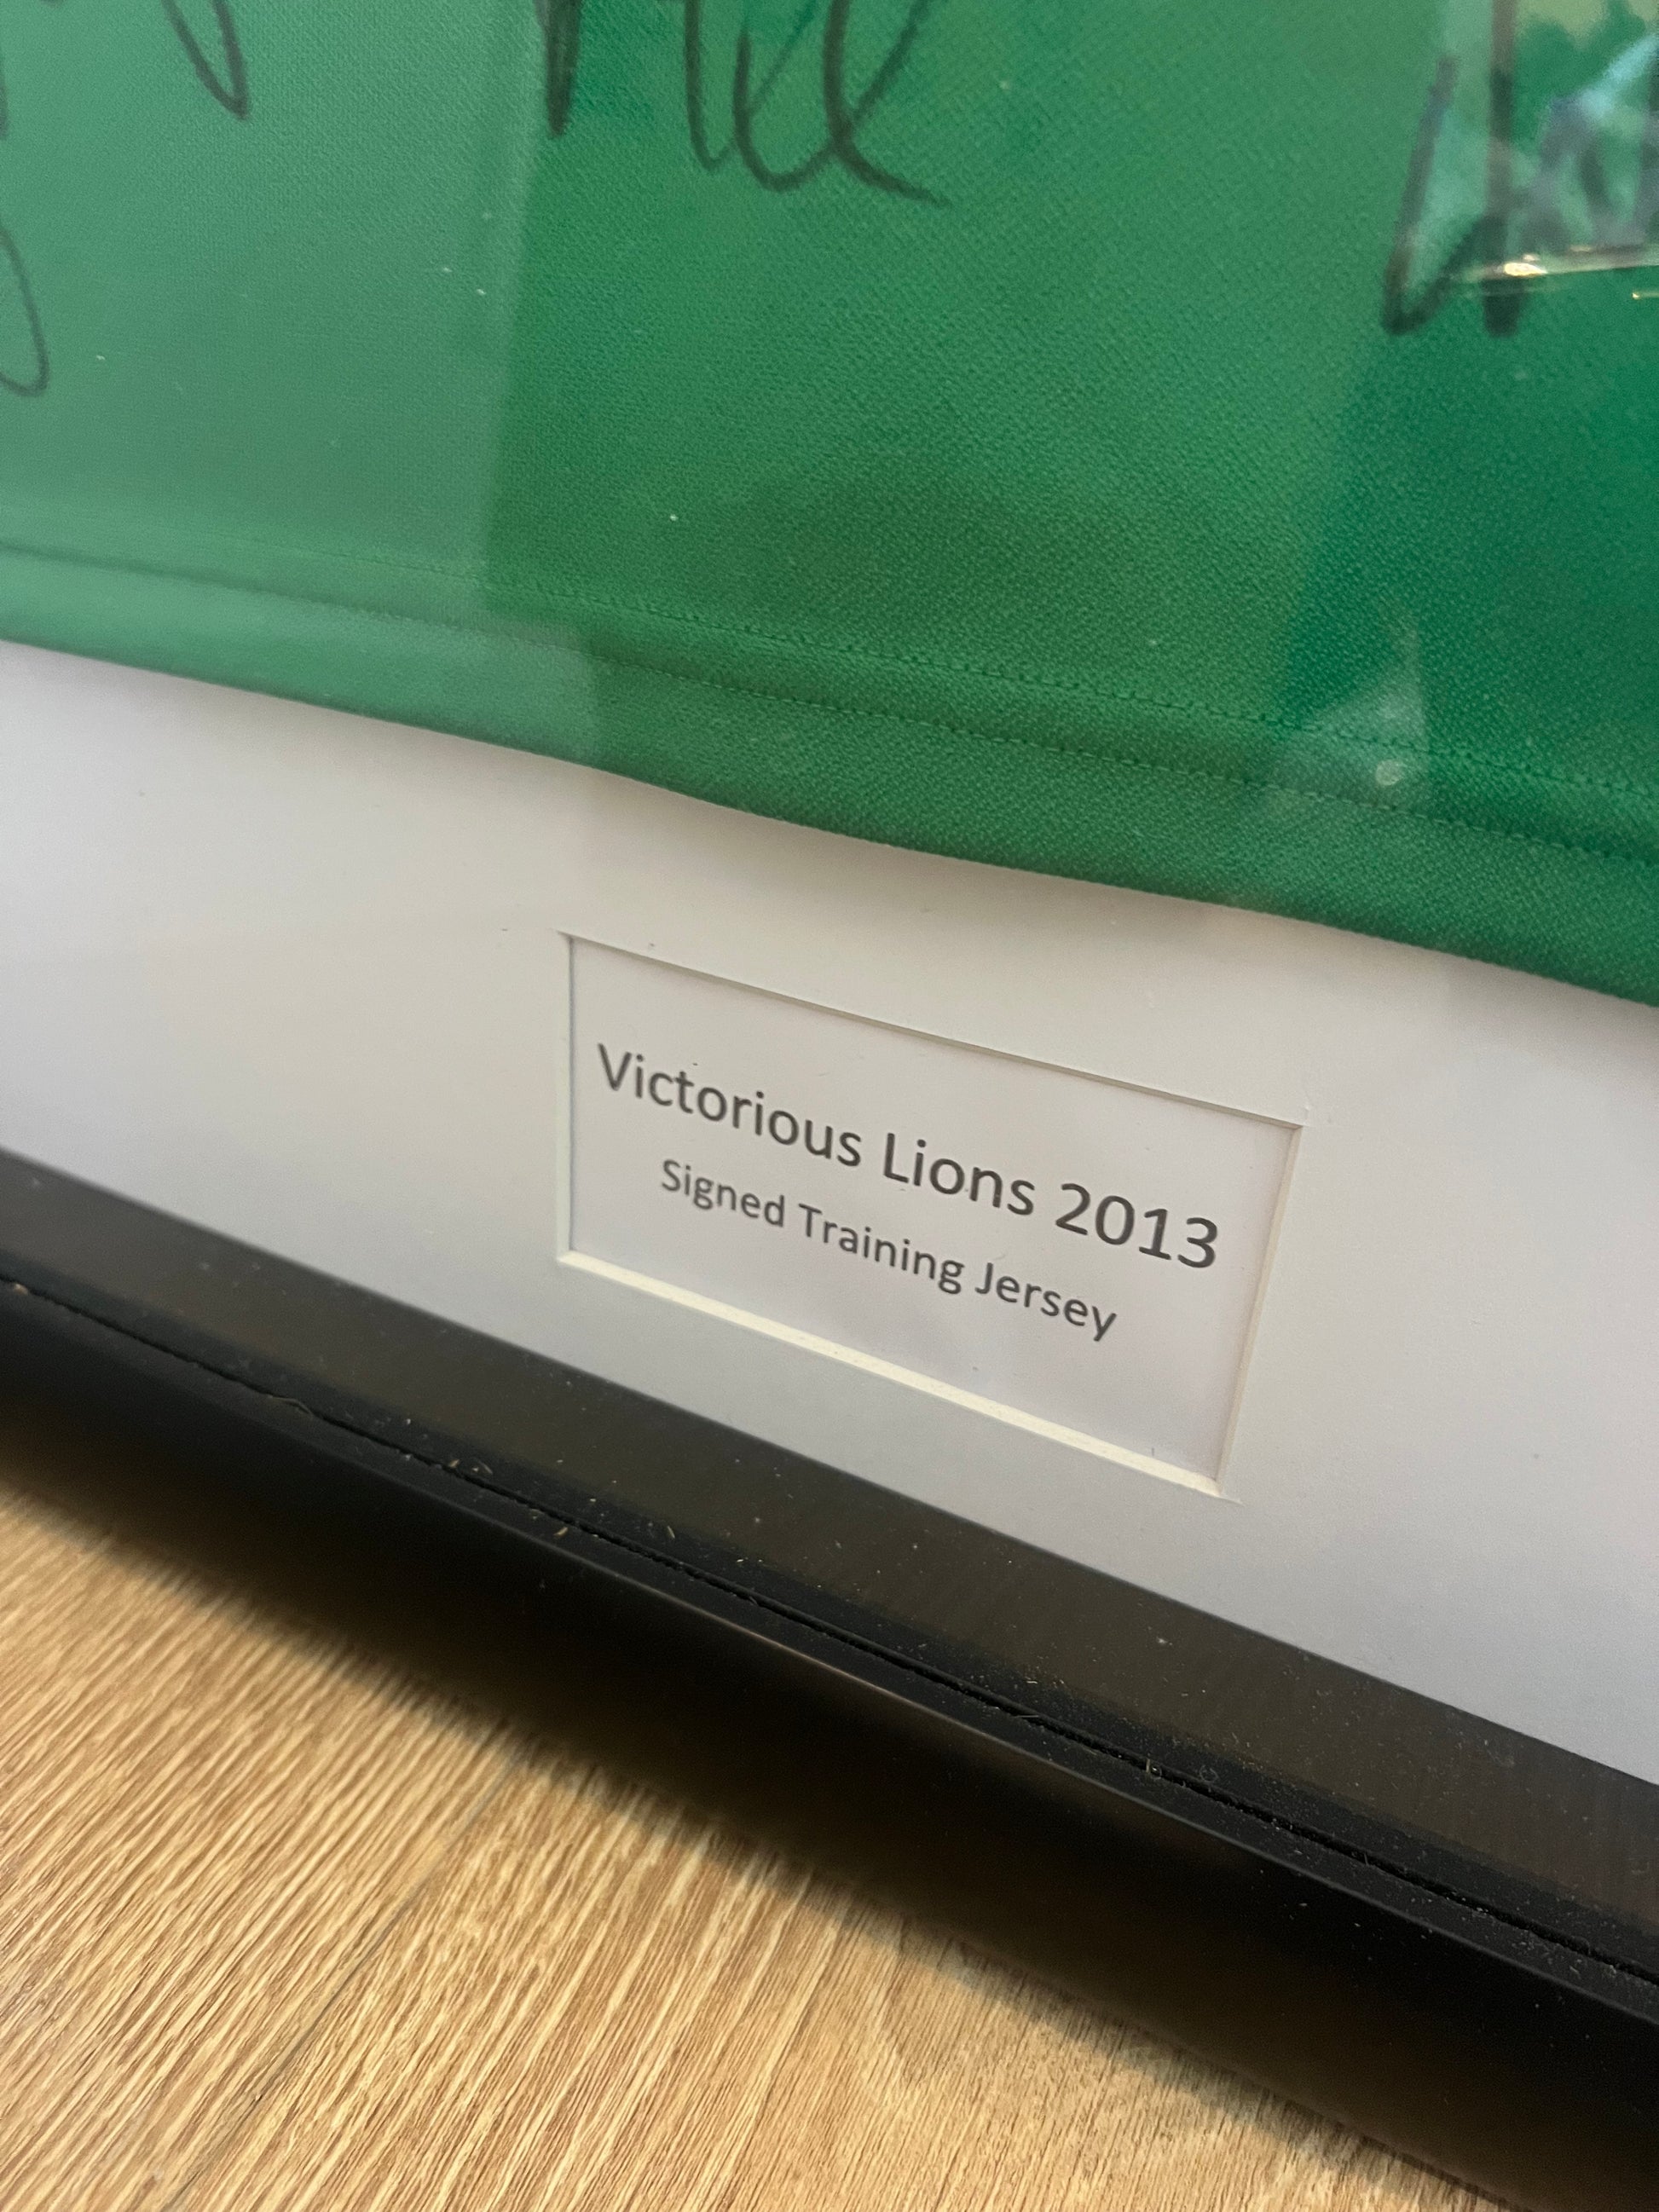 Victorious Lions 2013
Signed Training Jersey